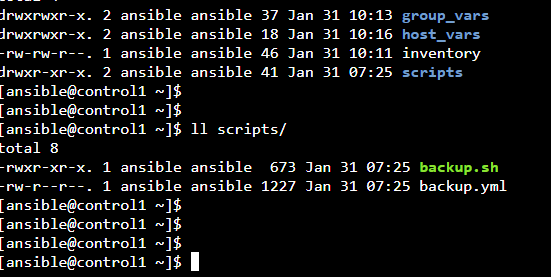 drwxrwxr-x. 2 ansible ansible 37 Jan 31 10:13 group_vars
drwxrwxr-x. 2 ansible ansible 18 Jan 31 10:16 host_vars
-rw-rw-r--. 1 ansible ansible 46 Jan 31 10:11 inventory
drwxr-xr-x. 2 ansible ansible 41 Jan 31 07:25 scripts
[ansible@control1 ~]$
[ansible@control1 ~]$
[ansible@control1 ~]$ ll scripts/
total 8
-rwxr-xr-x. 1 ansible ansible  673 Jan 31 07:25 backup.sh
-rw-r--r--. 1 ansible ansible 1227 Jan 31 07:25 backup.yml
[ansible@control1 ~]$
[ansible@control1 ~]$
[ansible@control1 ~]$
[ansible@control1 ~]$